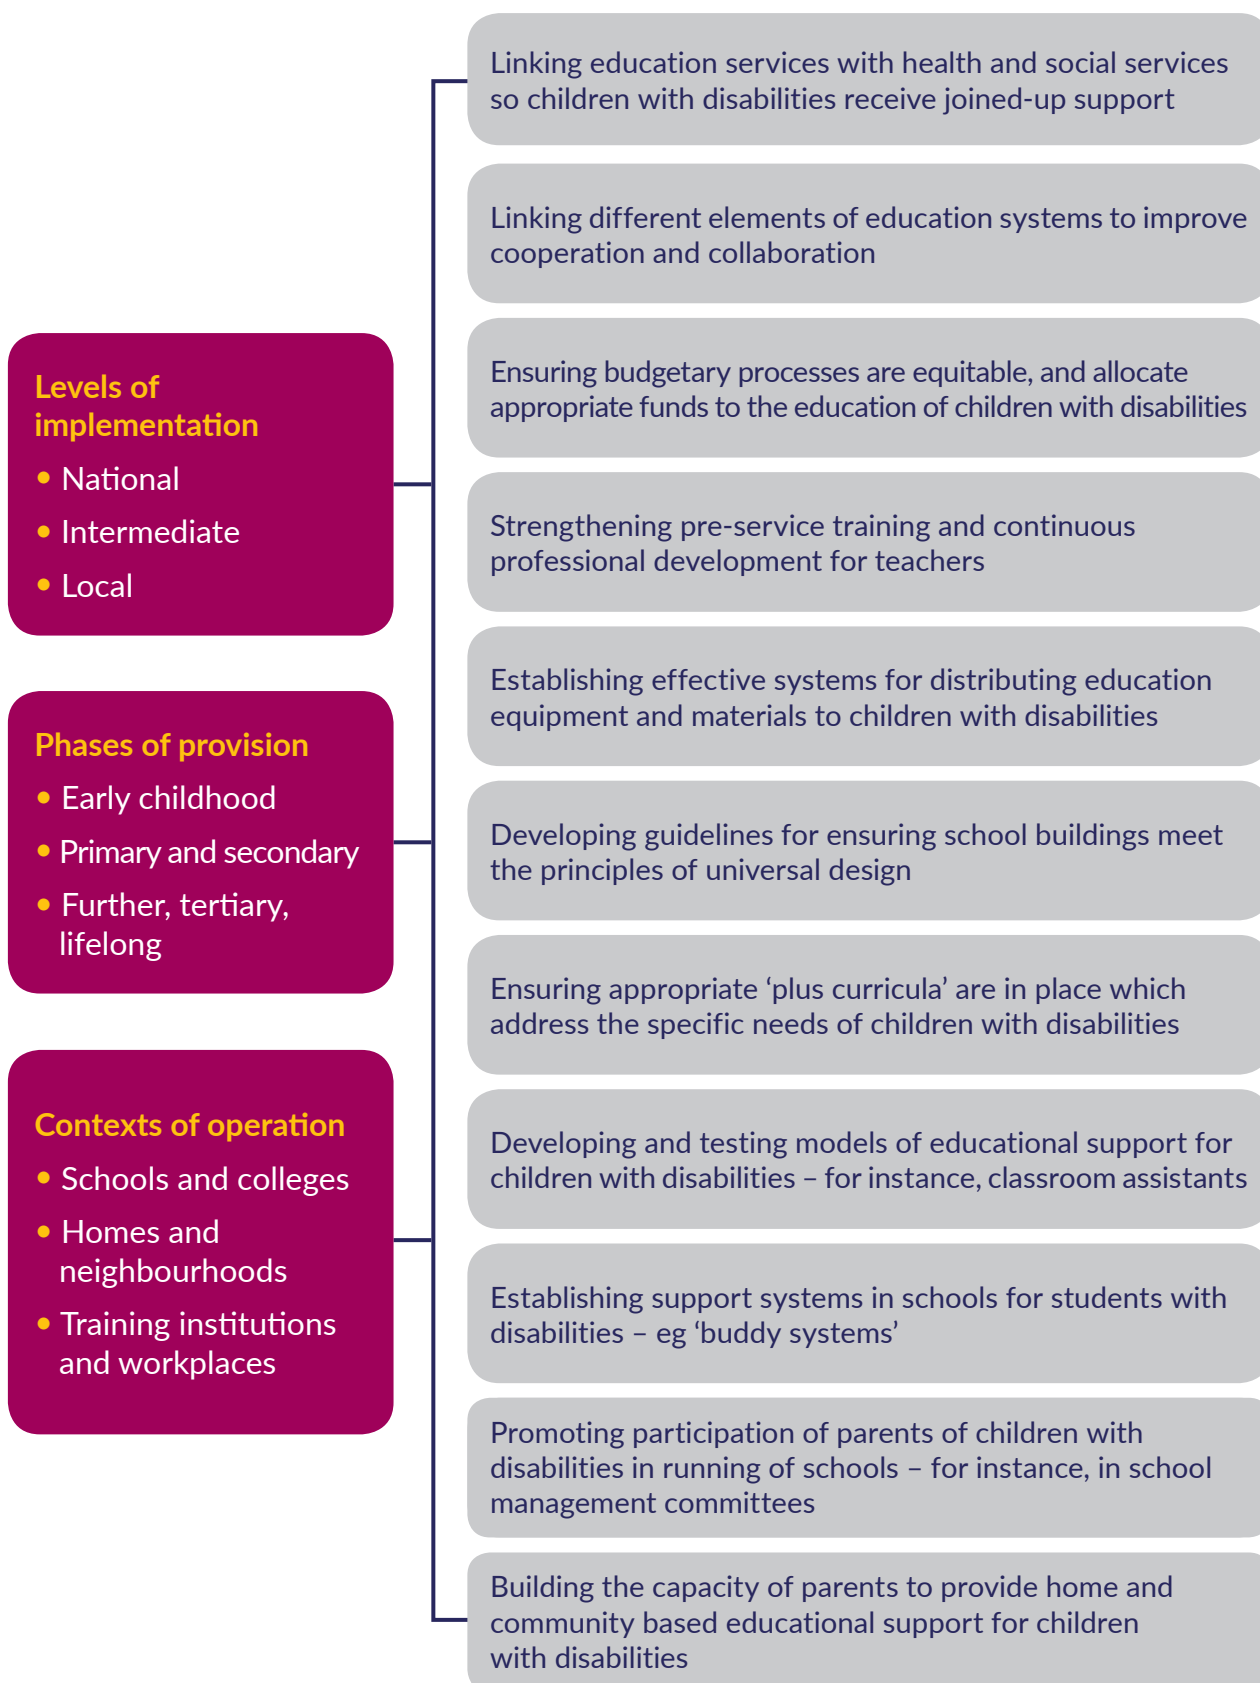 Levels of
implementation
• National
• Intermediate
• Local
Phases of provision
• Early childhood
• Primary and secondary
• Further, tertiary,
lifelong
Contexts of operation
• Schools and colleges
• Homes and
neighbourhoods
• Training institutions
and workplaces
Linking education services with health and social services
so children with disabilities receive joined-up support
Linking different elements of education systems to improve
cooperation and collaboration
Ensuring budgetary processes are equitable, and allocate
appropriate funds to the education of children with disabilities
Strengthening pre-service training and continuous
professional development for teachers
Establishing effective systems for distributing education
equipment and materials to children with disabilities
Developing guidelines for ensuring school buildings meet
the principles of universal design
Ensuring appropriate ‘plus curricula’ are in place which
address the specific needs of children with disabilities
Developing and testing models of educational support for
children with disabilities – for instance, classroom assistants
Establishing support systems in schools for students with
disabilities – eg ‘buddy systems’
Promoting participation of parents of children with
disabilities in running of schools – for instance, in school
management committees
Building the capacity of parents to provide home and
community based educational support for children
with disabilities